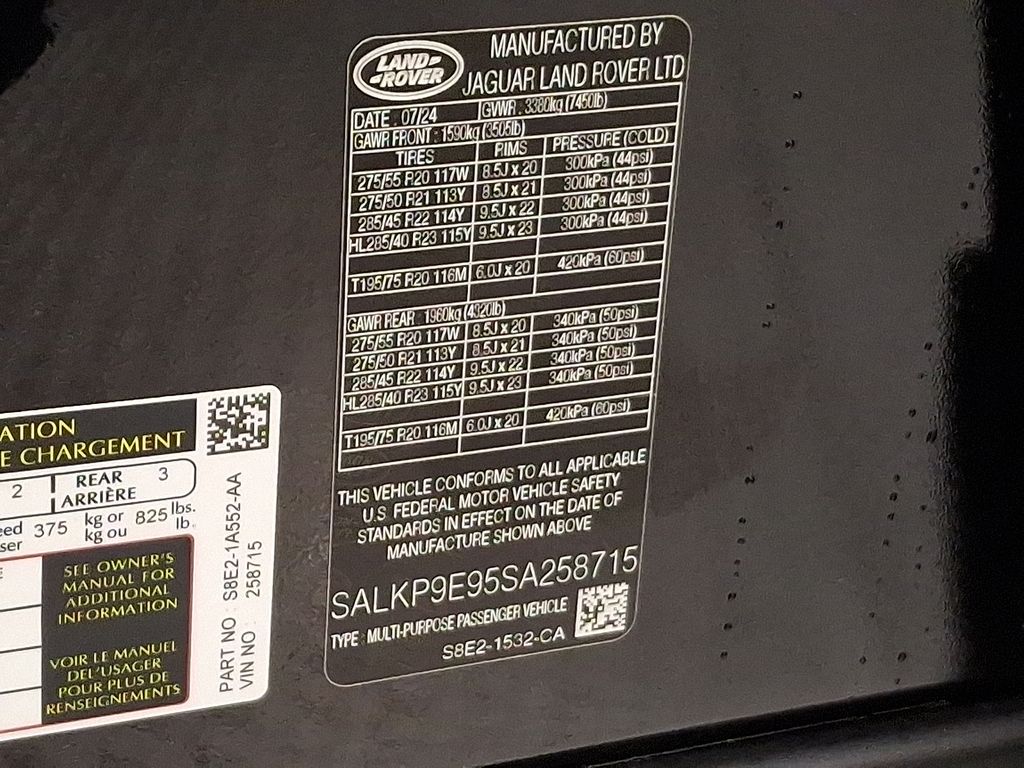 LAND-
-ROVER
MANUFACTURED BY
JAGUAR LAND ROVER LTD
DATE : 07/24 GVWR : 3380kg (7450lb)
GAWR FRONT : 1590kg (3505lb)
TIRES RIMS PRESSURE (COLD)
275/55 R20 117W 8.5J x 20 300kPa (44psi)
275/50 R21 113Y 8.5J x 21 300kPa (44psi)
285/45 R22 114Y 9.5J x 22 300kPa (44psi)
HL285/40 R23 115Y 9.5J x 23 300kPa (44psi)
T195/75 R20 116M 6.0J x 20 420kPa (60psi)
GAWR REAR : 1960kg (4320lb)
275/55 R20 117W 8.5J x 20 340kPa (50psi)
275/50 R21 113Y 8.5J x 21 340kPa (50psi)
285/45 R22 114Y 9.5J x 22 340kPa (50psi)
HL285/40 R23 115Y 9.5J x 23 340kPa (50psi)
T195/75 R20 116M 6.0J x 20 420kPa (60psi)
THIS VEHICLE CONFORMS TO ALL APPLICABLE
U.S. FEDERAL MOTOR VEHICLE SAFETY
STANDARDS IN EFFECT ON THE DATE OF
MANUFACTURE SHOWN ABOVE
SALKP9E95SA258715
TYPE : MULTI-PURPOSE PASSENGER VEHICLE
S8E2-1532-CA
ATION
E CHARGEMENT
2 REAR 3
ARRIÈRE
eed 375 kg or 825 lbs.
ser kg ou lb.
SEE OWNER'S
MANUAL FOR
ADDITIONAL
INFORMATION
VOIR LE MANUEL
DEL'USAGER
POUR PLUS DE
RENSEIGNEMENTS
PART NO : S8E2-1A552-AA
VIN NO : 258715